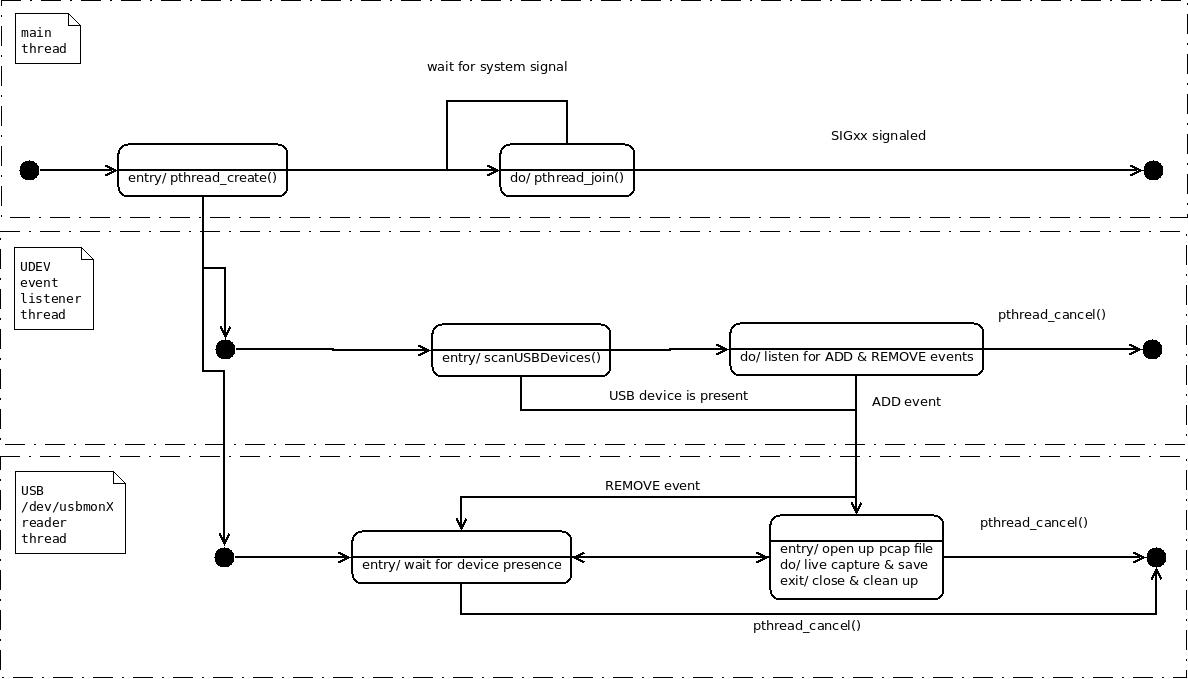 main
thread
wait for system signal
SIGxx signaled
entry/ pthread_create()
do/ pthread_join()
UDEV
event
listener
thread
pthread_cancel()
entry/ scanUSBDevices()
do/ listen for ADD & REMOVE events
USB device is present
ADD event
USB
/dev/usbmonX
reader
thread
REMOVE event
pthread_cancel()
entry/ wait for device presence
entry/ open up pcap file
do/ live capture & save
exit/ close & clean up
pthread_cancel()